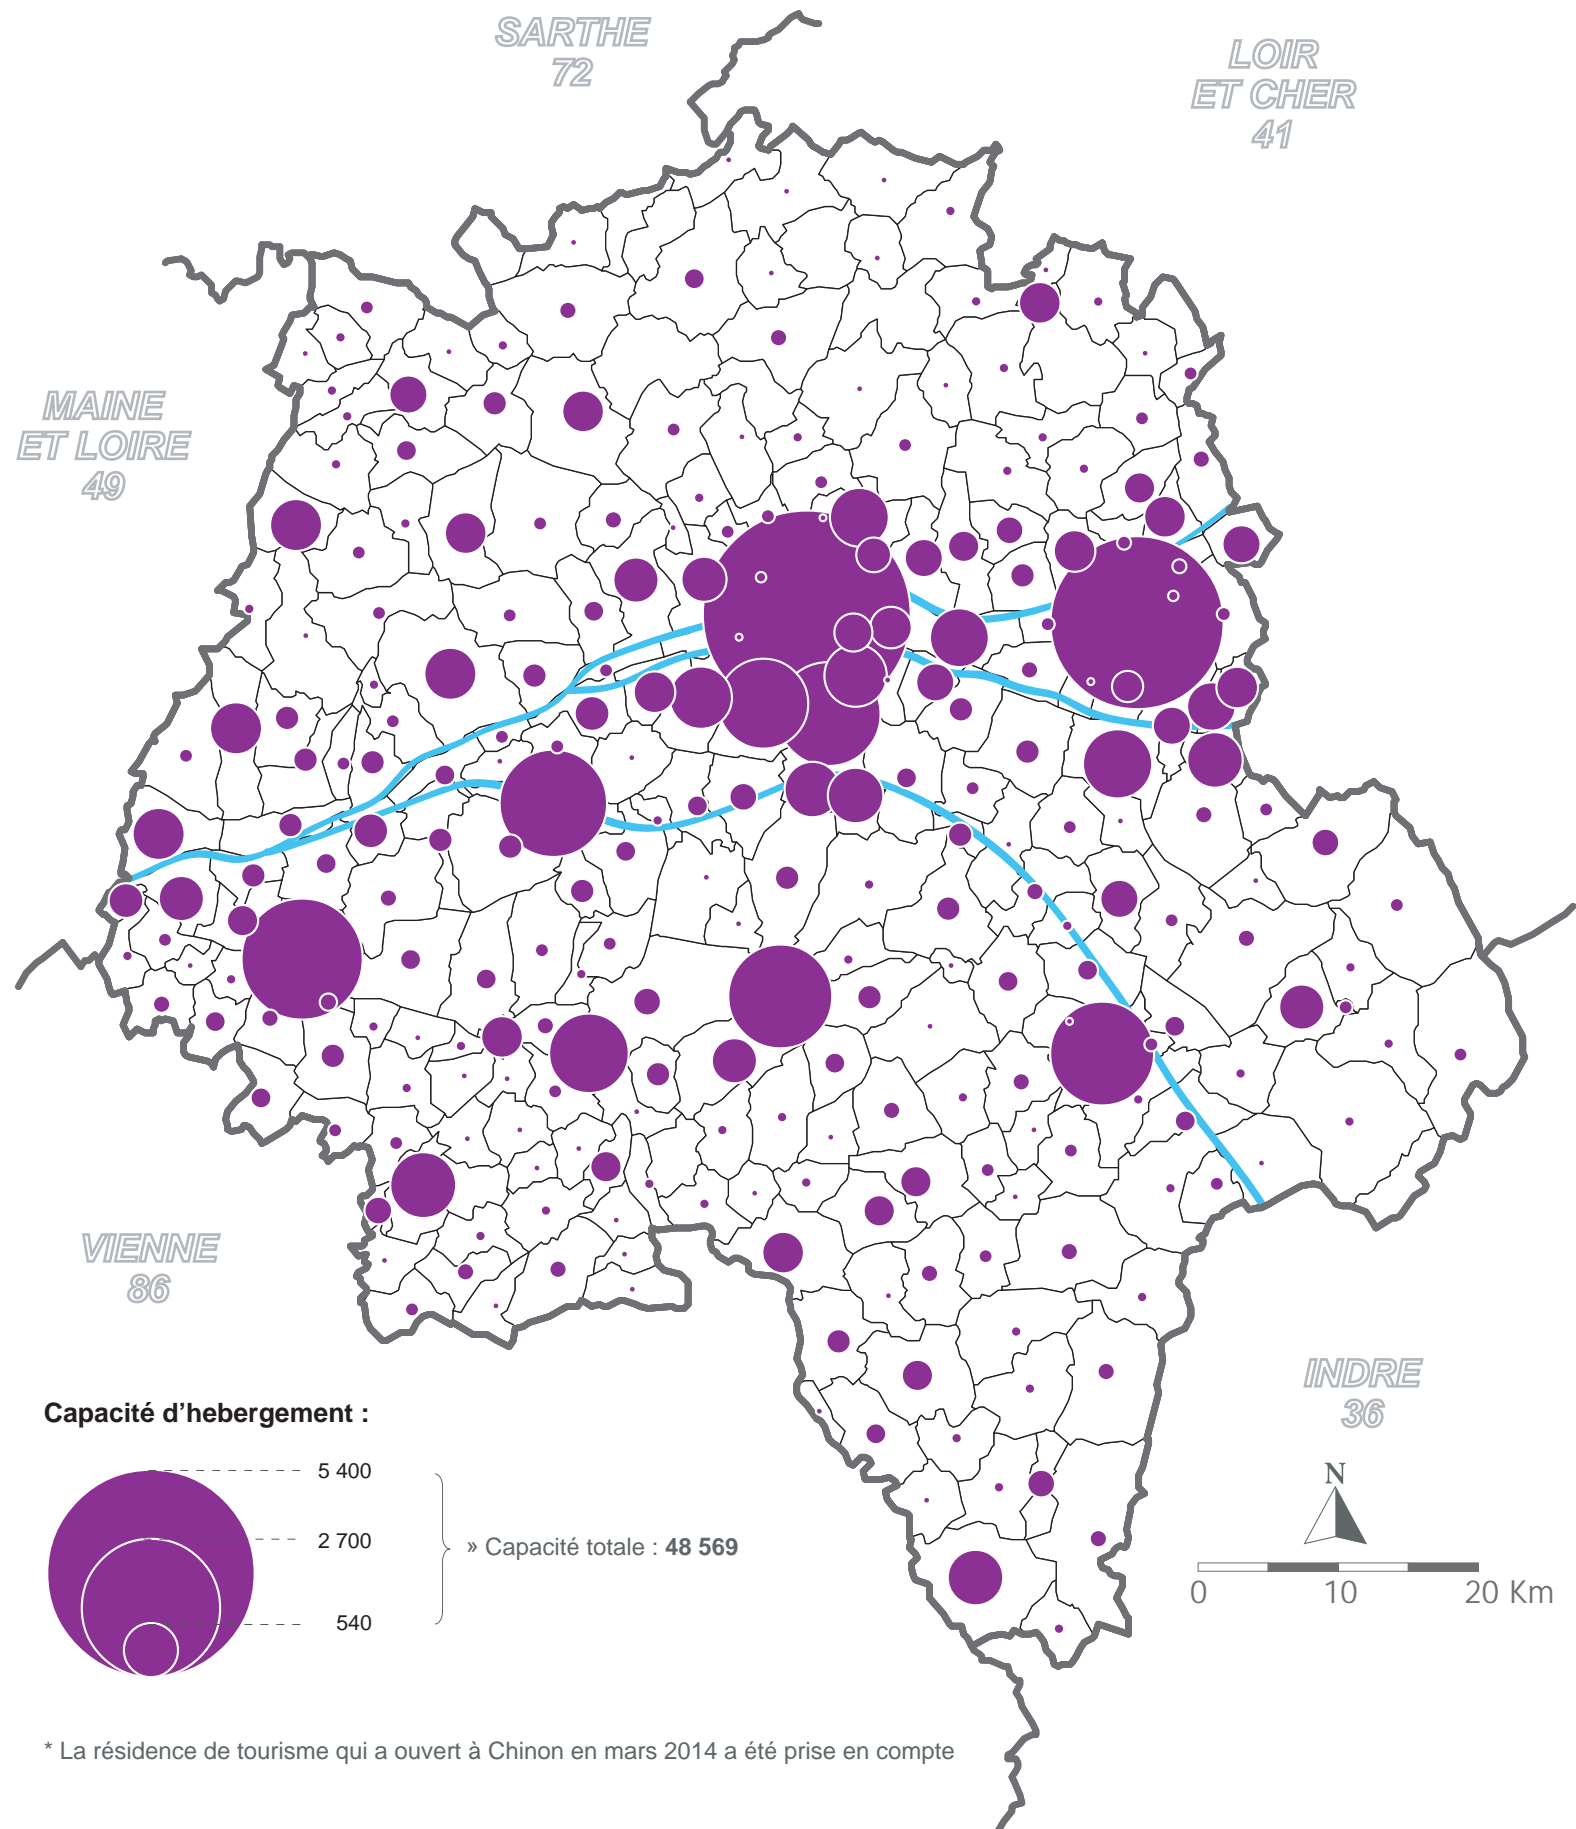 SARTHE
72
LOIR
ET CHER
41
MAINE
ET LOIRE
49
VIENNE
86
INDRE
36
Capacité d’hebergement :
5 400
2 700
540
» Capacité totale : 48 569
N
0 10 20 Km
* La résidence de tourisme qui a ouvert à Chinon en mars 2014 a été prise en compte